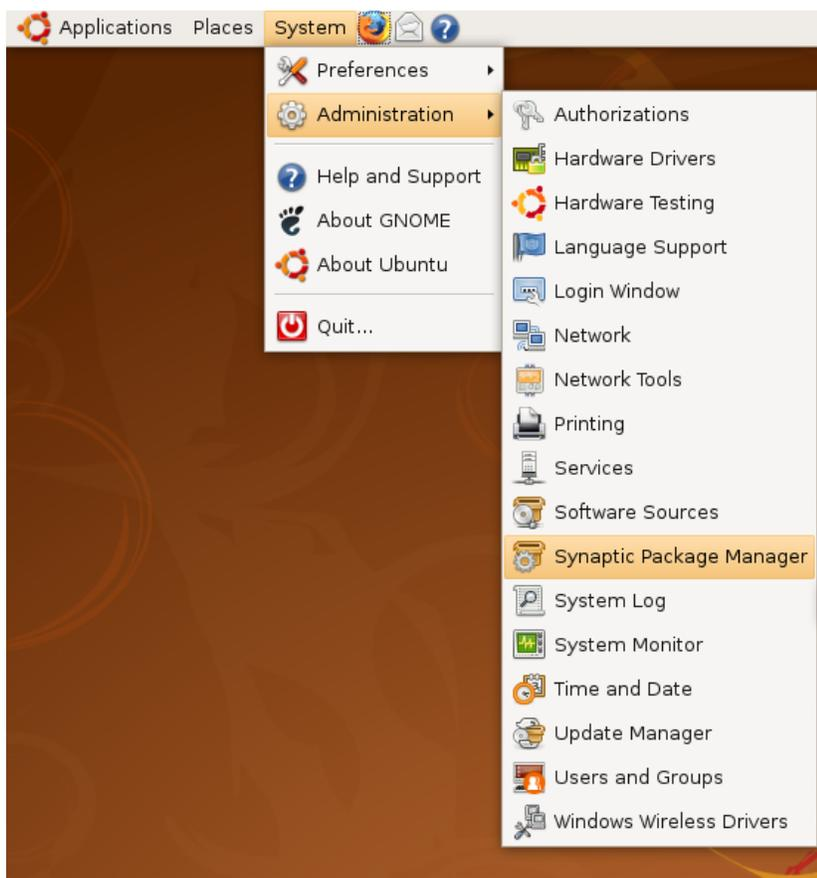 Applications Places System
Preferences
Administration
Help and Support
About GNOME
About Ubuntu
Quit...
Authorizations
Hardware Drivers
Hardware Testing
Language Support
Login Window
Network
Network Tools
Printing
Services
Software Sources
Synaptic Package Manager
System Log
System Monitor
Time and Date
Update Manager
Users and Groups
Windows Wireless Drivers